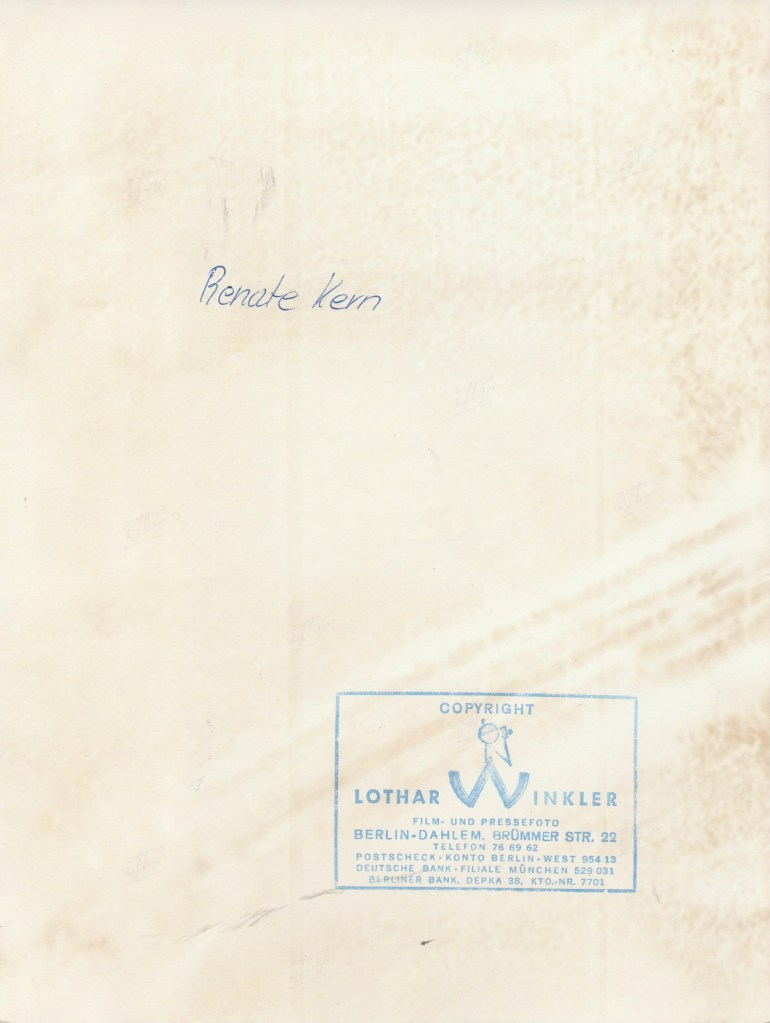 Renate Kern
COPYRIGHT
LOTHAR WINKLER
FILM- UND PRESSEFOTO
BERLIN-DAHLEM, BRÜMMER STR. 22
TELEFON 76 69 62
POSTSCHECK-KONTO BERLIN-WEST 954 13
DEUTSCHE BANK-FILIALE MÜNCHEN 529 031
BERLINER BANK, DEPKA 38, KTO.-NR. 7701